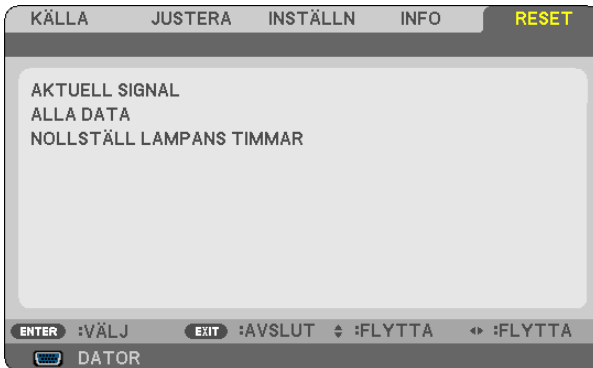 KÄLLA JUSTERA INSTÄLLN INFO RESET
AKTUELL SIGNAL
ALLA DATA
NOLLSTÄLL LAMPANS TIMMAR
ENTER :VÄLJ EXIT :AVSLUT :FLYTTA :FLYTTA
DATOR